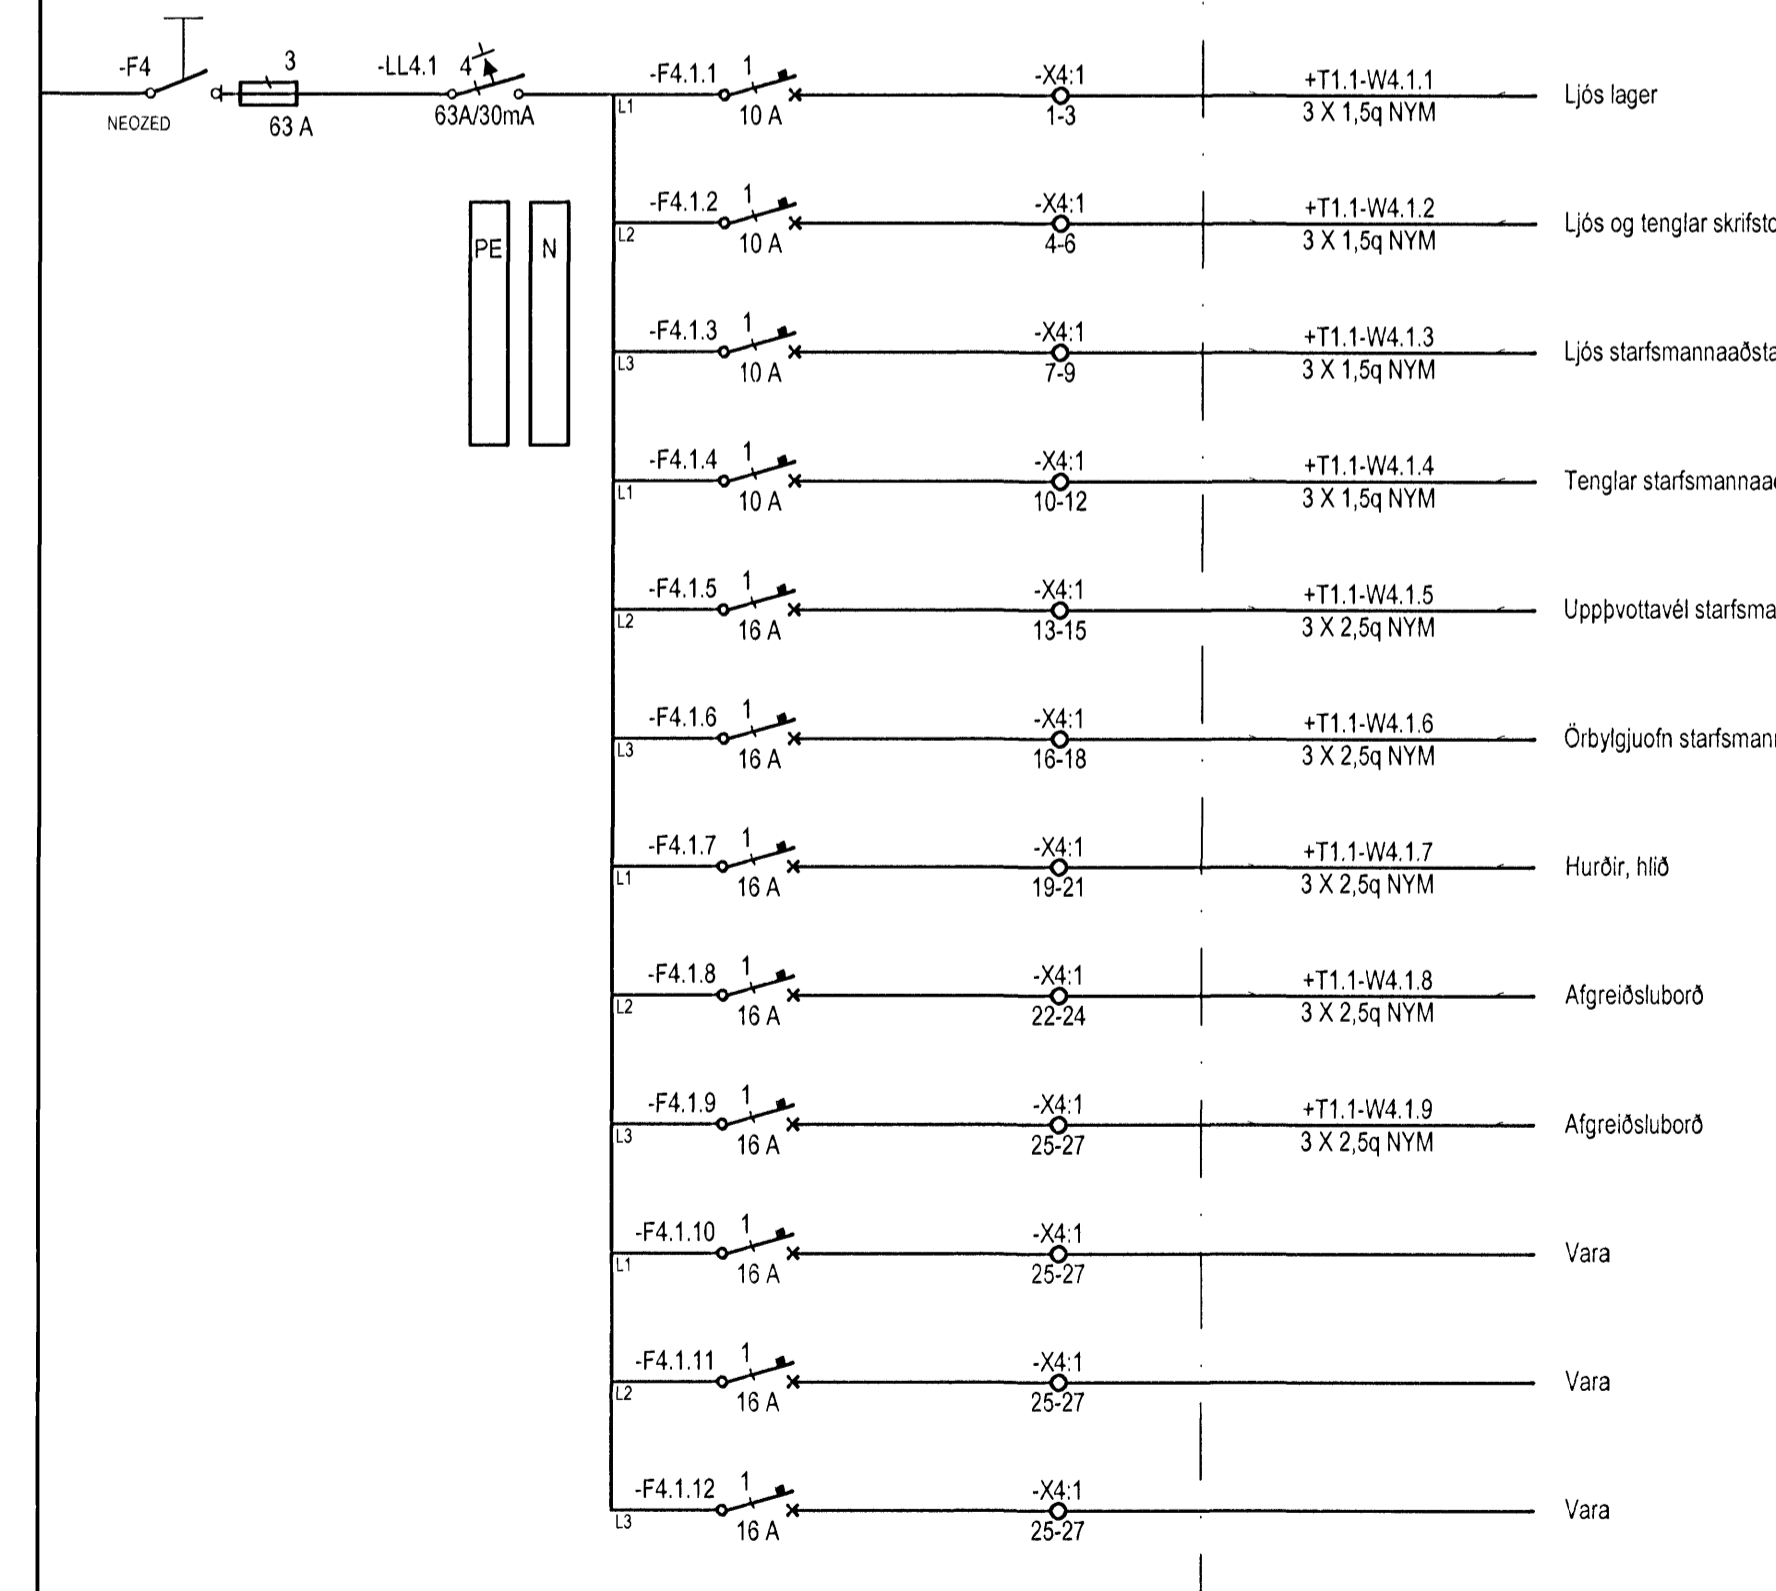 -F4
NEOZED
3
63 A
-LL4.1
4
63A/30mA
PE
N
-F4.1.1
1
L1
10 A
-X4:1
1-3
+T1.1-W4.1.1
3 X 1,5q NYM
Ljós lager
-F4.1.2
1
L2
10 A
-X4:1
4-6
+T1.1-W4.1.2
3 X 1,5q NYM
Ljós og tenglar skrifsto
-F4.1.3
1
L3
10 A
-X4:1
7-9
+T1.1-W4.1.3
3 X 1,5q NYM
Ljós starfsmannaaðsta
-F4.1.4
1
L1
10 A
-X4:1
10-12
+T1.1-W4.1.4
3 X 1,5q NYM
Tenglar starfsmannaað
-F4.1.5
1
L2
16 A
-X4:1
13-15
+T1.1-W4.1.5
3 X 2,5q NYM
Uppþvottavél starfsma
-F4.1.6
1
L3
16 A
-X4:1
16-18
+T1.1-W4.1.6
3 X 2,5q NYM
Örbylgjuofn starfsmann
-F4.1.7
1
L1
16 A
-X4:1
19-21
+T1.1-W4.1.7
3 X 2,5q NYM
Hurðir, hlið
-F4.1.8
1
L2
16 A
-X4:1
22-24
+T1.1-W4.1.8
3 X 2,5q NYM
Afgreiðsluborð
-F4.1.9
1
L3
16 A
-X4:1
25-27
+T1.1-W4.1.9
3 X 2,5q NYM
Afgreiðsluborð
-F4.1.10
1
L1
16 A
-X4:1
25-27
Vara
-F4.1.11
1
L2
16 A
-X4:1
25-27
Vara
-F4.1.12
1
L3
16 A
-X4:1
25-27
Vara